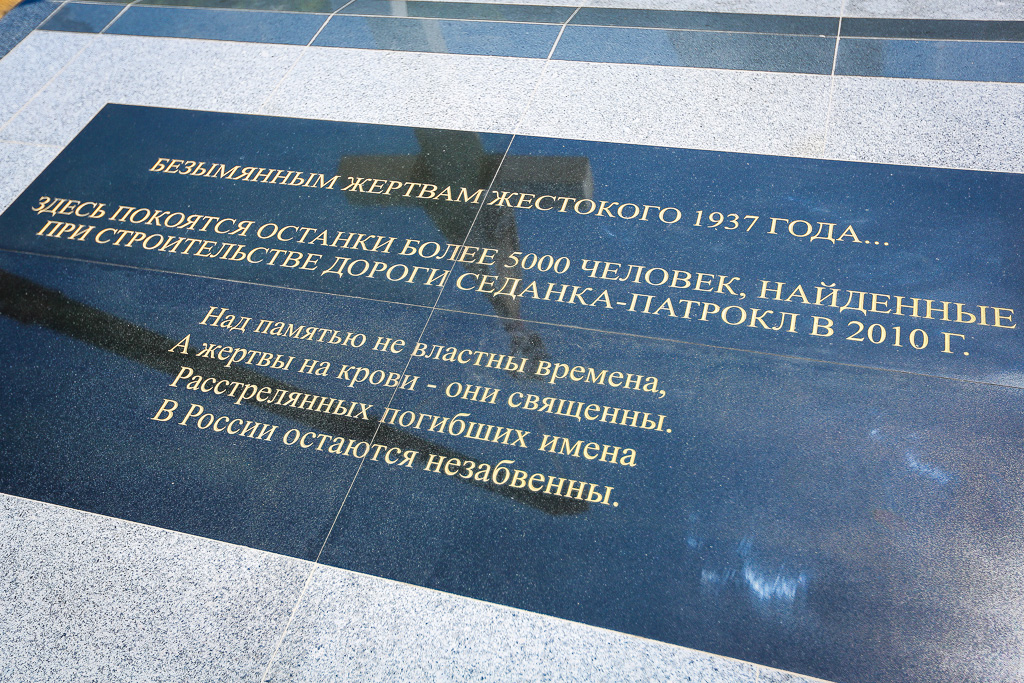 БЕЗЫМЯННЫМ ЖЕРТВАМ ЖЕСТОКОГО 1937 ГОДА...
ЗДЕСЬ ПОКОЯТСЯ ОСТАНКИ БОЛЕЕ 5000 ЧЕЛОВЕК, НАЙДЕННЫЕ
ПРИ СТРОИТЕЛЬСТВЕ ДОРОГИ СЕДАНКА-ПАТРОКЛ В 2010 Г.
Над памятью не властны времена,
А жертвы на крови - они священны.
Расстрелянных погибших имена
В России остаются незабвенны.